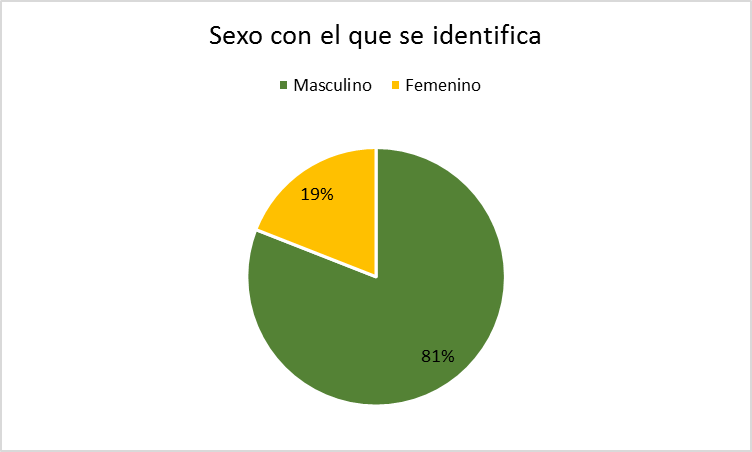 Sexo con el que se identifica
Masculino Femenino
19%
81%